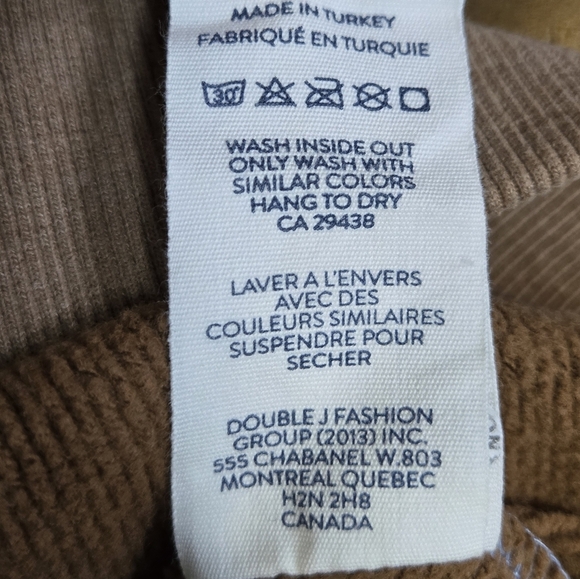 MADE IN TURKEY
FABRIQUÉ EN TURQUIE
30°
WASH INSIDE OUT
ONLY WASH WITH
SIMILAR COLORS
HANG TO DRY
CA 29438
LAVER A L'ENVERS
AVEC DES
COULEURS SIMILAIRES
SUSPENDRE POUR
SECHER
DOUBLE J FASHION
GROUP (2013) INC.
555 CHABANEL W.803
MONTREAL QUEBEC
H2N 2H8
CANADA